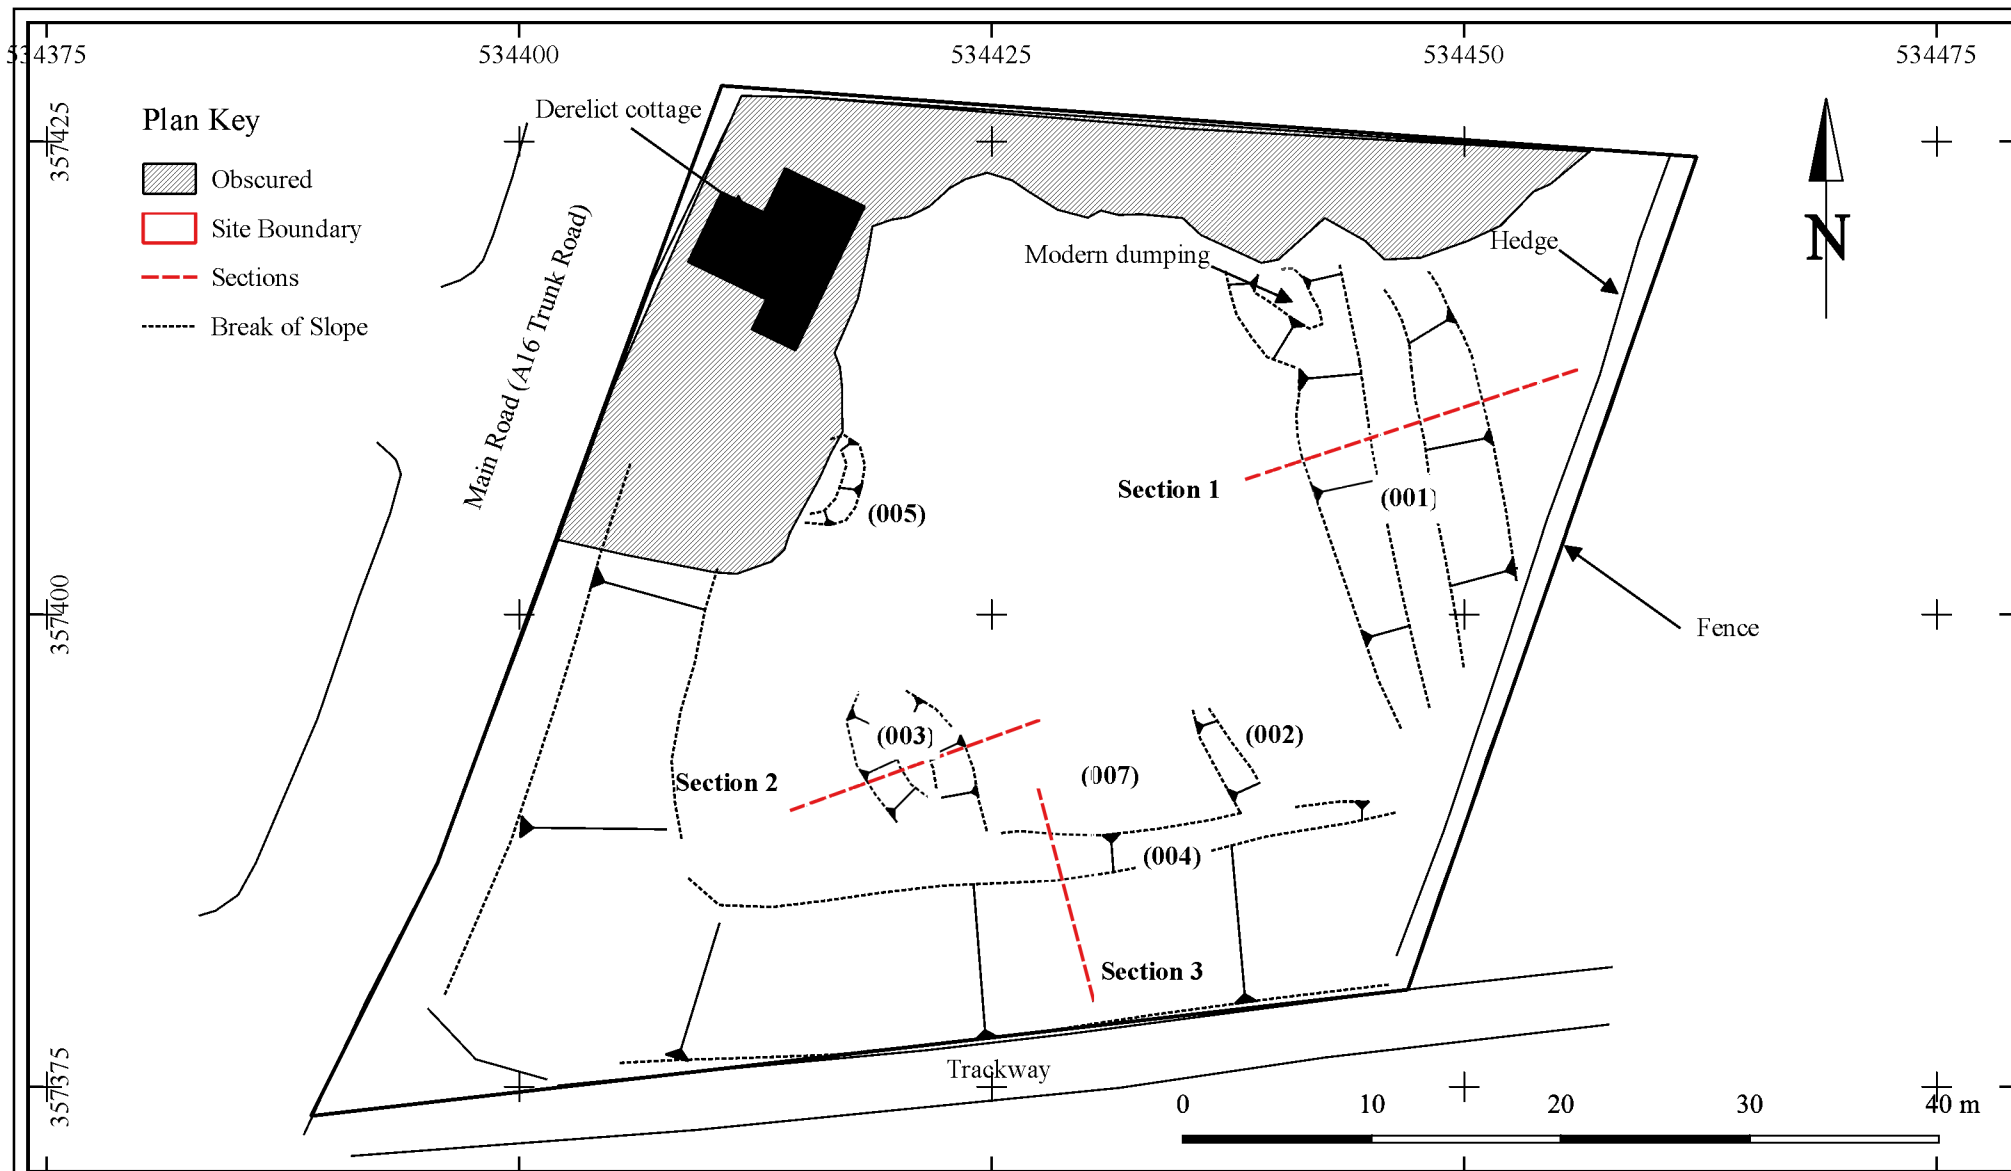 534375
534400
534425
534450
534475
357425
357400
357375
Plan Key
Obscured
Site Boundary
Sections
Break of Slope
Derelict cottage
Main Road (A16 Trunk Road)
Modern dumping
Hedge
N
Section 1
(001)
(005)
Fence
(003)
(002)
Section 2
(007)
(004)
Section 3
Trackway
0 10 20 30 40 m